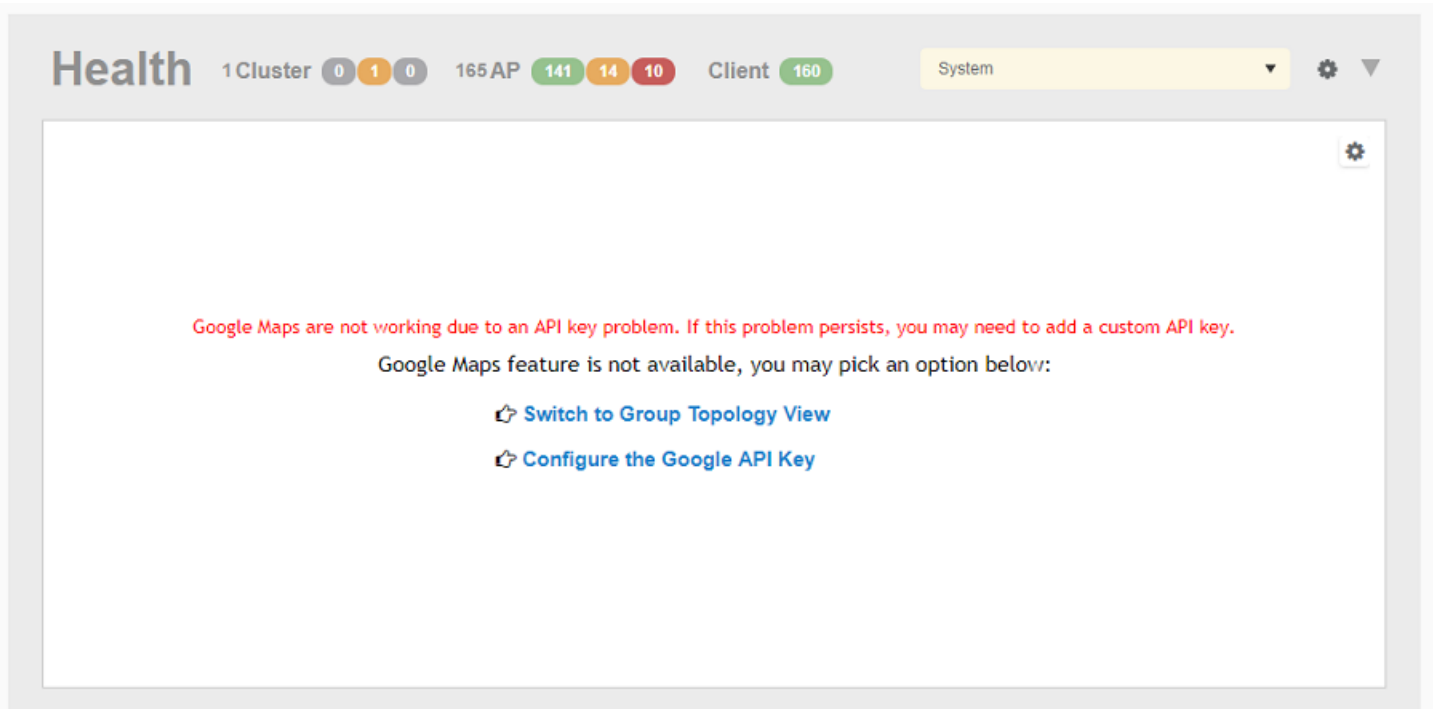 Health 1 Cluster 0 1 0 165 AP 141 14 10 Client 160 System
Google Maps are not working due to an API key problem. If this problem persists, you may need to add a custom API key.
Google Maps feature is not available, you may pick an option below:
Switch to Group Topology View
Configure the Google API Key